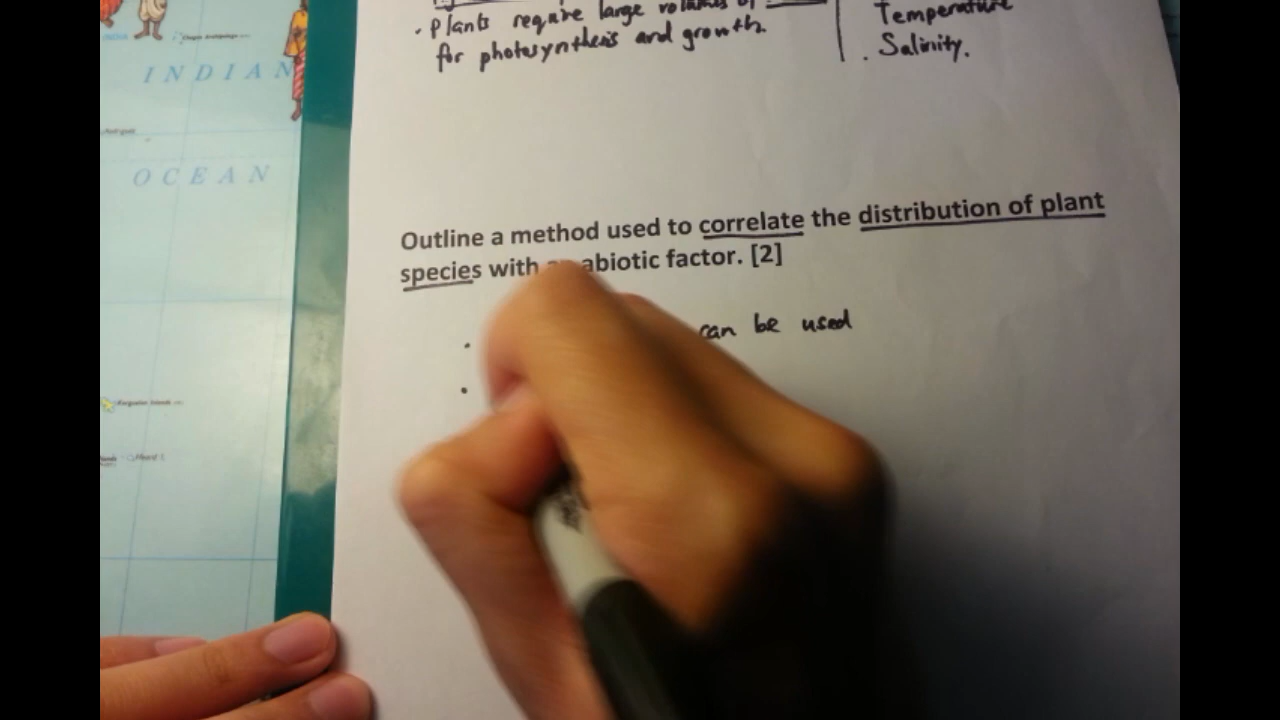 . Plants require large volumes of
for photosynthesis and growth.
Temperature
. Salinity.
INDIAN
OCEAN
Outline a method used to correlate the distribution of plant
species with abiotic factor. [2]
. can be used
.